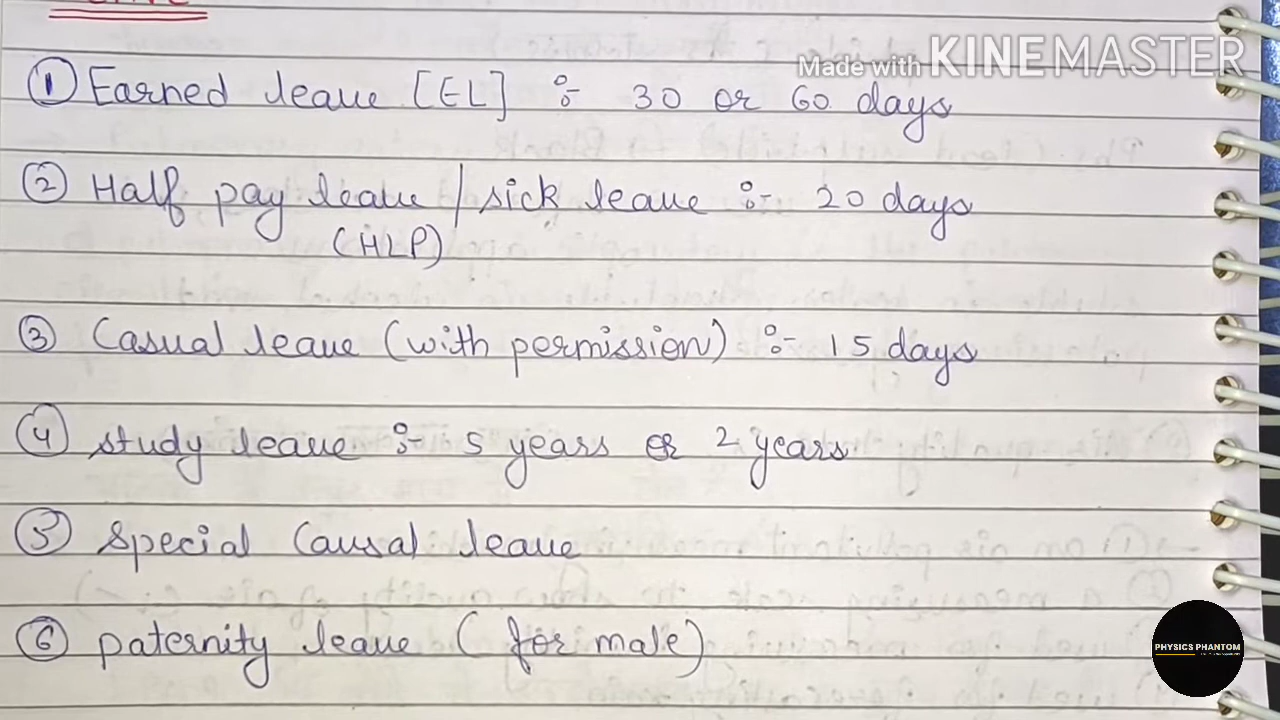 Made with KINEMASTER
① Earned leave [EL] :- 30 or 60 days
② Half pay leave / sick leave :- 20 days
(HLP)
③ Casual leave (with permission) :- 15 days
④ study leave :- 5 years or 2 years
⑤ special Causal leave
⑥ paternity leave ( for male)
PHYSICS PHANTOM